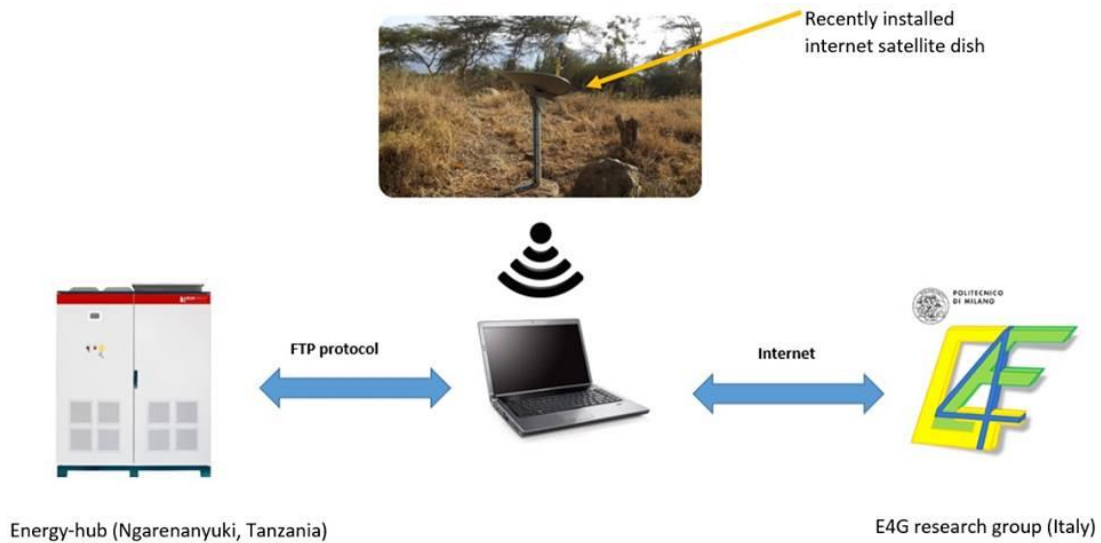 Recently installed
internet satellite dish
POLITECNICO
DI MILANO
FTP protocol
Internet
E4
Energy-hub (Ngarenanyuki, Tanzania)
E4G research group (Italy)